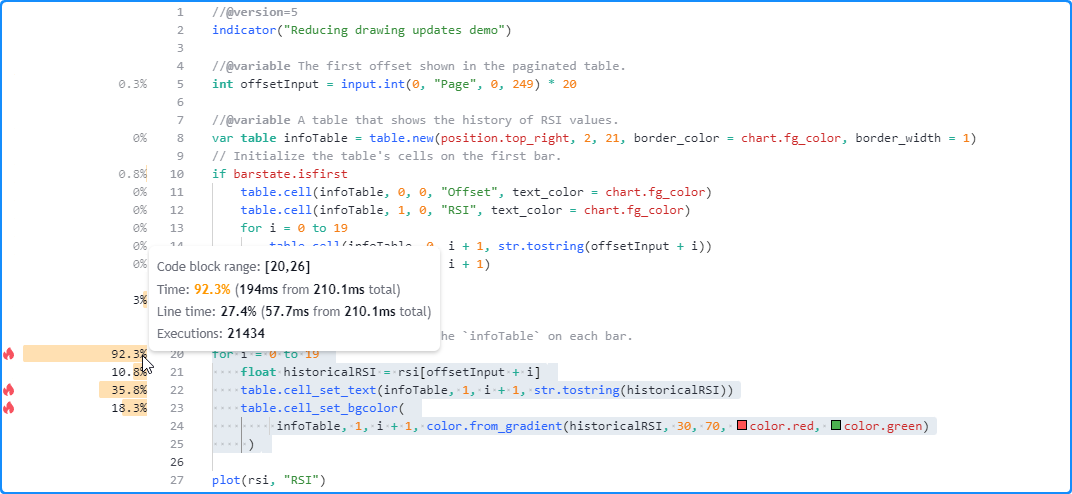 1 //@version=5
2 indicator("Reducing drawing updates demo")
3
4 //@variable The first offset shown in the paginated table.
0.3% 5 int offsetInput = input.int(0, "Page", 0, 249) * 20
6
7 //@variable A table that shows the history of RSI values.
0% 8 var table infoTable = table.new(position.top_right, 2, 21, border_color = chart.fg_color, border_width = 1)
9 // Initialize the table's cells on the first bar.
0.8% 10 if barstate.isfirst
0% 11 table.cell(infoTable, 0, 0, "Offset", text_color = chart.fg_color)
0% 12 table.cell(infoTable, 1, 0, "RSI", text_color = chart.fg_color)
0% 13 for i = 0 to 19
0% 14 table.cell(infoTable, 0, i + 1, str.tostring(offsetInput + i))
0% i + 1)
Code block range: [20,26]
Time: 92.3% (194ms from 210.1ms total)
3%
Line time: 27.4% (57.7ms from 210.1ms total)
Executions: 21434
he `infoTable` on each bar.
92.3% 20 for i = 0 to 19
10.8% 21 float historicalRSI = rsi[offsetInput + i]
35.8% 22 table.cell_set_text(infoTable, 1, i + 1, str.tostring(historicalRSI))
18.3% 23 table.cell_set_bgcolor(
24 infoTable, 1, i + 1, color.from_gradient(historicalRSI, 30, 70, color.red, color.green)
25 )
26
27 plot(rsi, "RSI")